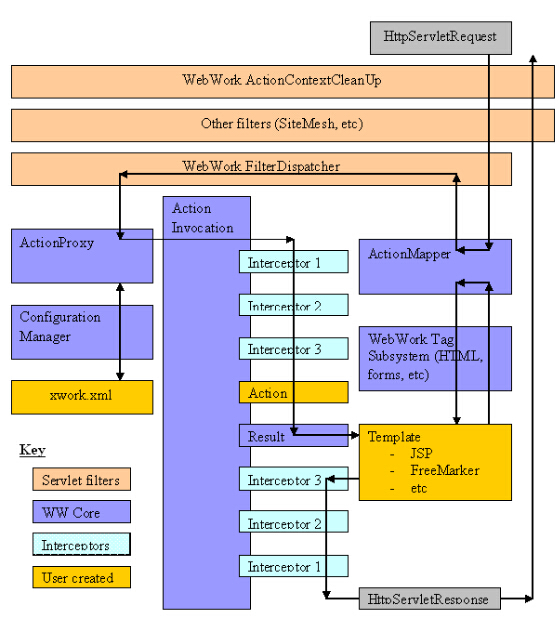 HttpServletRequest
WebWork ActionContextCleanUp
Other filters (SiteMesh, etc)
WebWork FilterDispatcher
Action
Invocation
ActionProxy
ActionMapper
Interceptor 1
Configuration
Manager
Interceptor 2
WebWork Tag
Subsystem (HTML,
forms, etc)
Interceptor 3
xwork.xml
Action
Result
Template
- JSP
- FreeMarker
- etc
Key
Servlet filters
WW Core
Interceptors
User created
Interceptor 3
Interceptor 2
Interceptor 1
HttpServletResponse